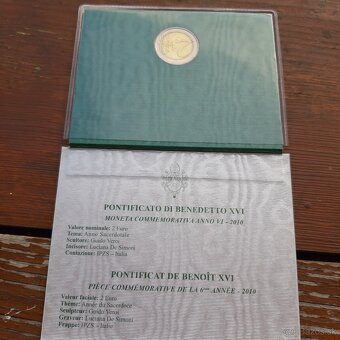 PONTIFICATO DI BENEDETTO XVI
MONETA COMMEMORATIVA ANNO VI - 2010
Valore nominale: 2 Euro
Tema: Anno Sacerdotale
Scultore: Guido Veroi
Incisore: Luciana De Simoni
Coniazione: IPZS – Italia
PONTIFICAT DE BENOÎT XVI
PIÈCE COMMÉMORATIVE DE LA 6ème ANNÉE - 2010
Valeur faciale: 2 Euro
Thème: Année du Sacerdoce
Sculpteur: Guido Veroi
Graveur: Luciana De Simoni
Frappe: IPZS – Italie